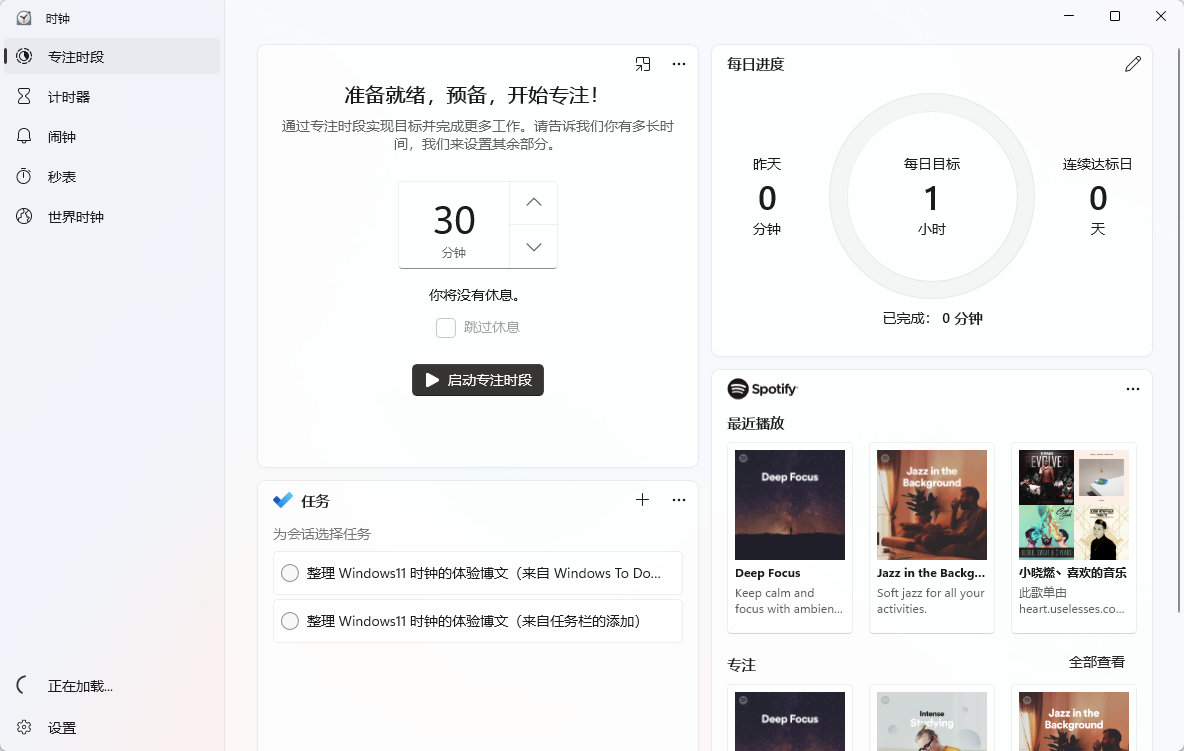 时钟
专注时段
计时器
闹钟
秒表
世界时钟
正在加载...
设置
准备就绪，预备，开始专注！
通过专注时段实现目标并完成更多工作。请告诉我们你有多长时
间，我们来设置其余部分。
30
分钟
你将没有休息。
跳过休息
启动专注时段
任务
为会话选择任务
整理 Windows11 时钟的体验博文（来自 Windows To Do...
整理 Windows11 时钟的体验博文（来自任务栏的添加）
每日进度
昨天
0
分钟
每日目标
1
小时
连续达标日
0
天
已完成： 0 分钟
Spotify
最近播放
Deep Focus
Deep Focus
Keep calm and
focus with ambien...
Jazz in the
Background
Jazz in the Backg...
Soft jazz for all your
activities.
EVOLVE
小晓燃丶喜欢的音乐
此歌单由
heart.uselesses.co...
专注
全部查看
Deep Focus
Intense
Studying
Jazz in the
Background